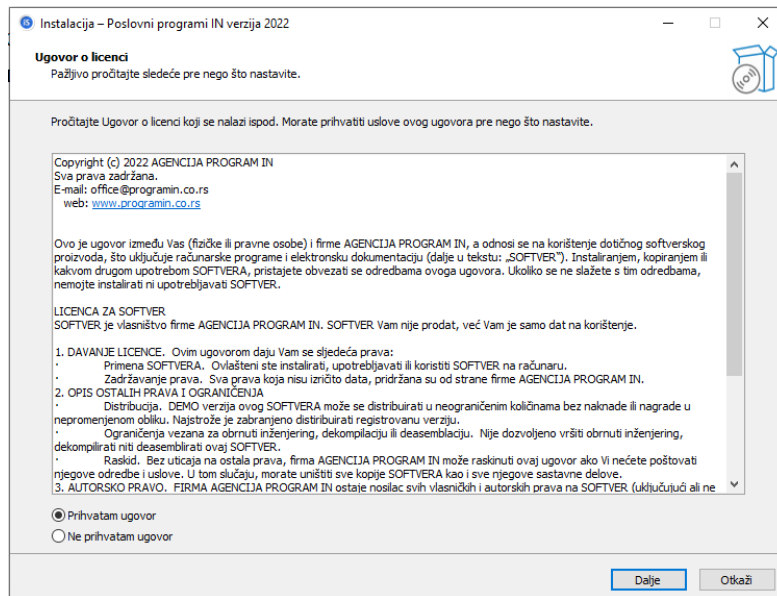 Instalacija – Poslovni programi IN verzija 2022
Ugovor o licenci
Pažljivo pročitajte sledeće pre nego što nastavite.
Pročitajte Ugovor o licenci koji se nalazi ispod. Morate prihvatiti uslove ovog ugovora pre nego što nastavite.
Copyright (c) 2022 AGENCIJA PROGRAM IN
Sva prava zadržana.
E-mail: office@programin.co.rs
web: www.programin.co.rs
Ovo je ugovor između Vas (fizičke ili pravne osobe) i firme AGENCIJA PROGRAM IN, a odnosi se na korištenje dotičnog softverskog
proizvoda, što uključuje računarske programe i elektronsku dokumentaciju (dalje u tekstu: „SOFTVER"). Instaliranjem, kopiranjem ili
kakvom drugom upotrebom SOFTVERA, pristajete obvezati se odredbama ovoga ugovora. Ukoliko se ne slažete s tim odredbama,
nemojte instalirati ni upotrebljavati SOFTVER.
LICENCA ZA SOFTVER
SOFTVER je vlasništvo firme AGENCIJA PROGRAM IN. SOFTVER Vam nije prodat, već Vam je samo dat na korištenje.
1. DAVANJE LICENCE. Ovim ugovorom daju Vam se sljedeća prava:
· Primena SOFTVERA. Ovlašteni ste instalirati, upotrebljavati ili koristiti SOFTVER na računaru.
· Zadržavanje prava. Sva prava koja nisu izričito data, pridržana su od strane firme AGENCIJA PROGRAM IN.
2. OPIS OSTALIH PRAVA I OGRANIČENJA
· Distribucija. DEMO verzija ovog SOFTVERA može se distribuirati u neograničenim količinama bez naknade ili nagrade u
nepromenjenom obliku. Najstrože je zabranjeno distribuirati registrovanu verziju.
· Ograničenja vezana za obrnuti inženjering, dekompilaciju ili deasemblaciju. Nije dozvoljeno vršiti obrnuti inženjering,
dekompilirati niti deasemblirati ovaj SOFTVER.
· Raskid. Bez uticaja na ostala prava, firma AGENCIJA PROGRAM IN može raskinuti ovaj ugovor ako Vi nećete poštovati
njegove odredbe i uslove. U tom slučaju, morate uništiti sve kopije SOFTVERA kao i sve njegove sastavne delove.
3. AUTORSKO PRAVO. FIRMA AGENCIJA PROGRAM IN ostaje nosilac svih vlasničkih i autorskih prava na SOFTVER (uključujući ali ne
Prihvatam ugovor
Ne prihvatam ugovor
Dalje
Otkaži